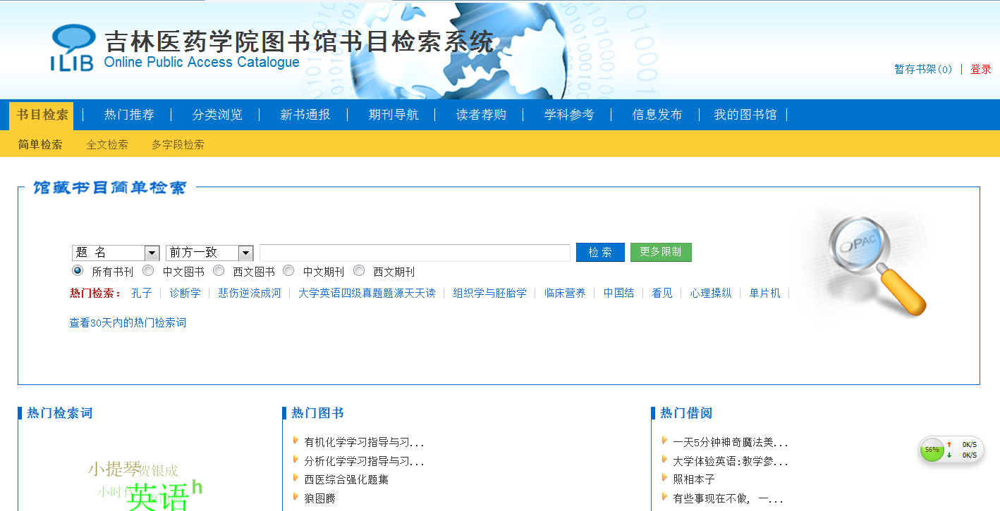 吉林医药学院图书馆书目检索系统
ILIB
Online Public Access Catalogue
暂存书架(0) | 登录
书目检索 | 热门推荐 | 分类浏览 | 新书通报 | 期刊导航 | 读者荐购 | 学科参考 | 信息发布 | 我的图书馆 |
简单检索 全文检索 多字段检索
馆藏书目简单检索
OPAC
题 名 前方一致 检 索 更多限制
所有书刊 中文图书 西文图书 中文期刊 西文期刊
热门检索： 孔子 | 诊断学 | 悲伤逆流成河 | 大学英语四级真题题源天天读 | 组织学与胚胎学 | 临床营养 | 中国结 | 看见 | 心理操纵 | 单片机 |
查看30天内的热门检索词
热门检索词
小提琴 贺银成
小时代
英语 h
热门图书
有机化学学习指导与习...
分析化学学习指导与习...
西医综合强化题集
狼图腾
热门借阅
一天5分钟神奇魔法美...
大学体验英语:教学参...
照相本子
有些事现在不做, 一...
56% 0K/S
0K/S